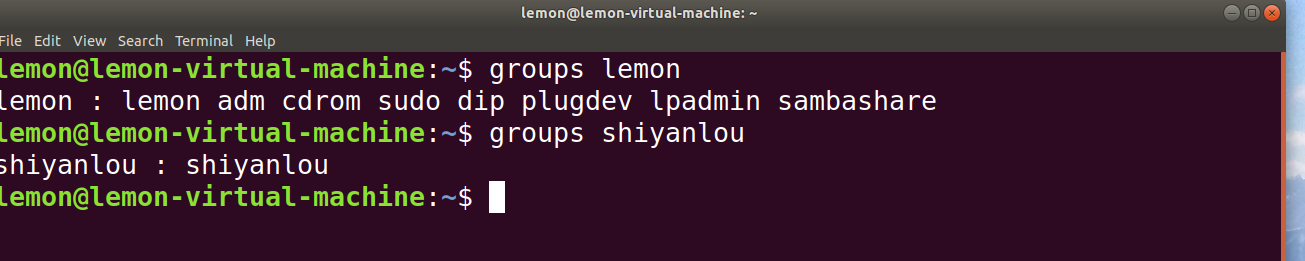 lemon@lemon-virtual-machine: ~
File Edit View Search Terminal Help
lemon@lemon-virtual-machine:~$ groups lemon
lemon : lemon adm cdrom sudo dip plugdev lpadmin sambashare
lemon@lemon-virtual-machine:~$ groups shiyanlou
shiyanlou : shiyanlou
lemon@lemon-virtual-machine:~$